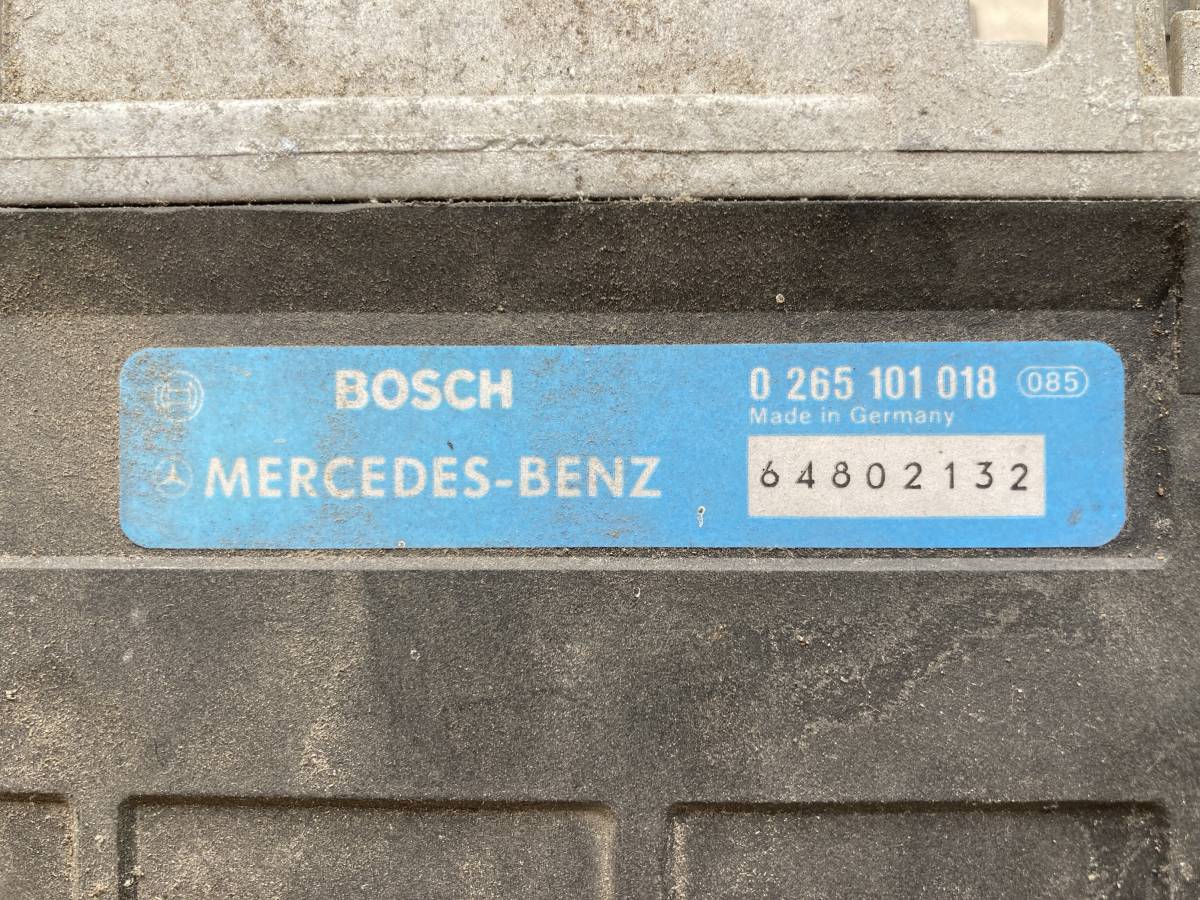 BOSCH
0 265 101 018 085
Made in Germany
MERCEDES-BENZ
64802132